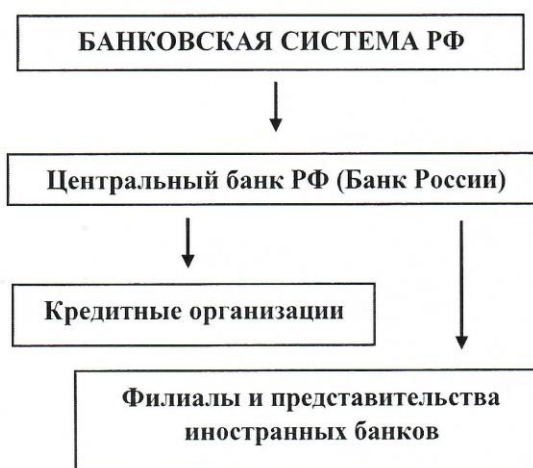 БАНКОВСКАЯ СИСТЕМА РФ
Центральный банк РФ (Банк России)
Кредитные организации
Филиалы и представительства
иностранных банков